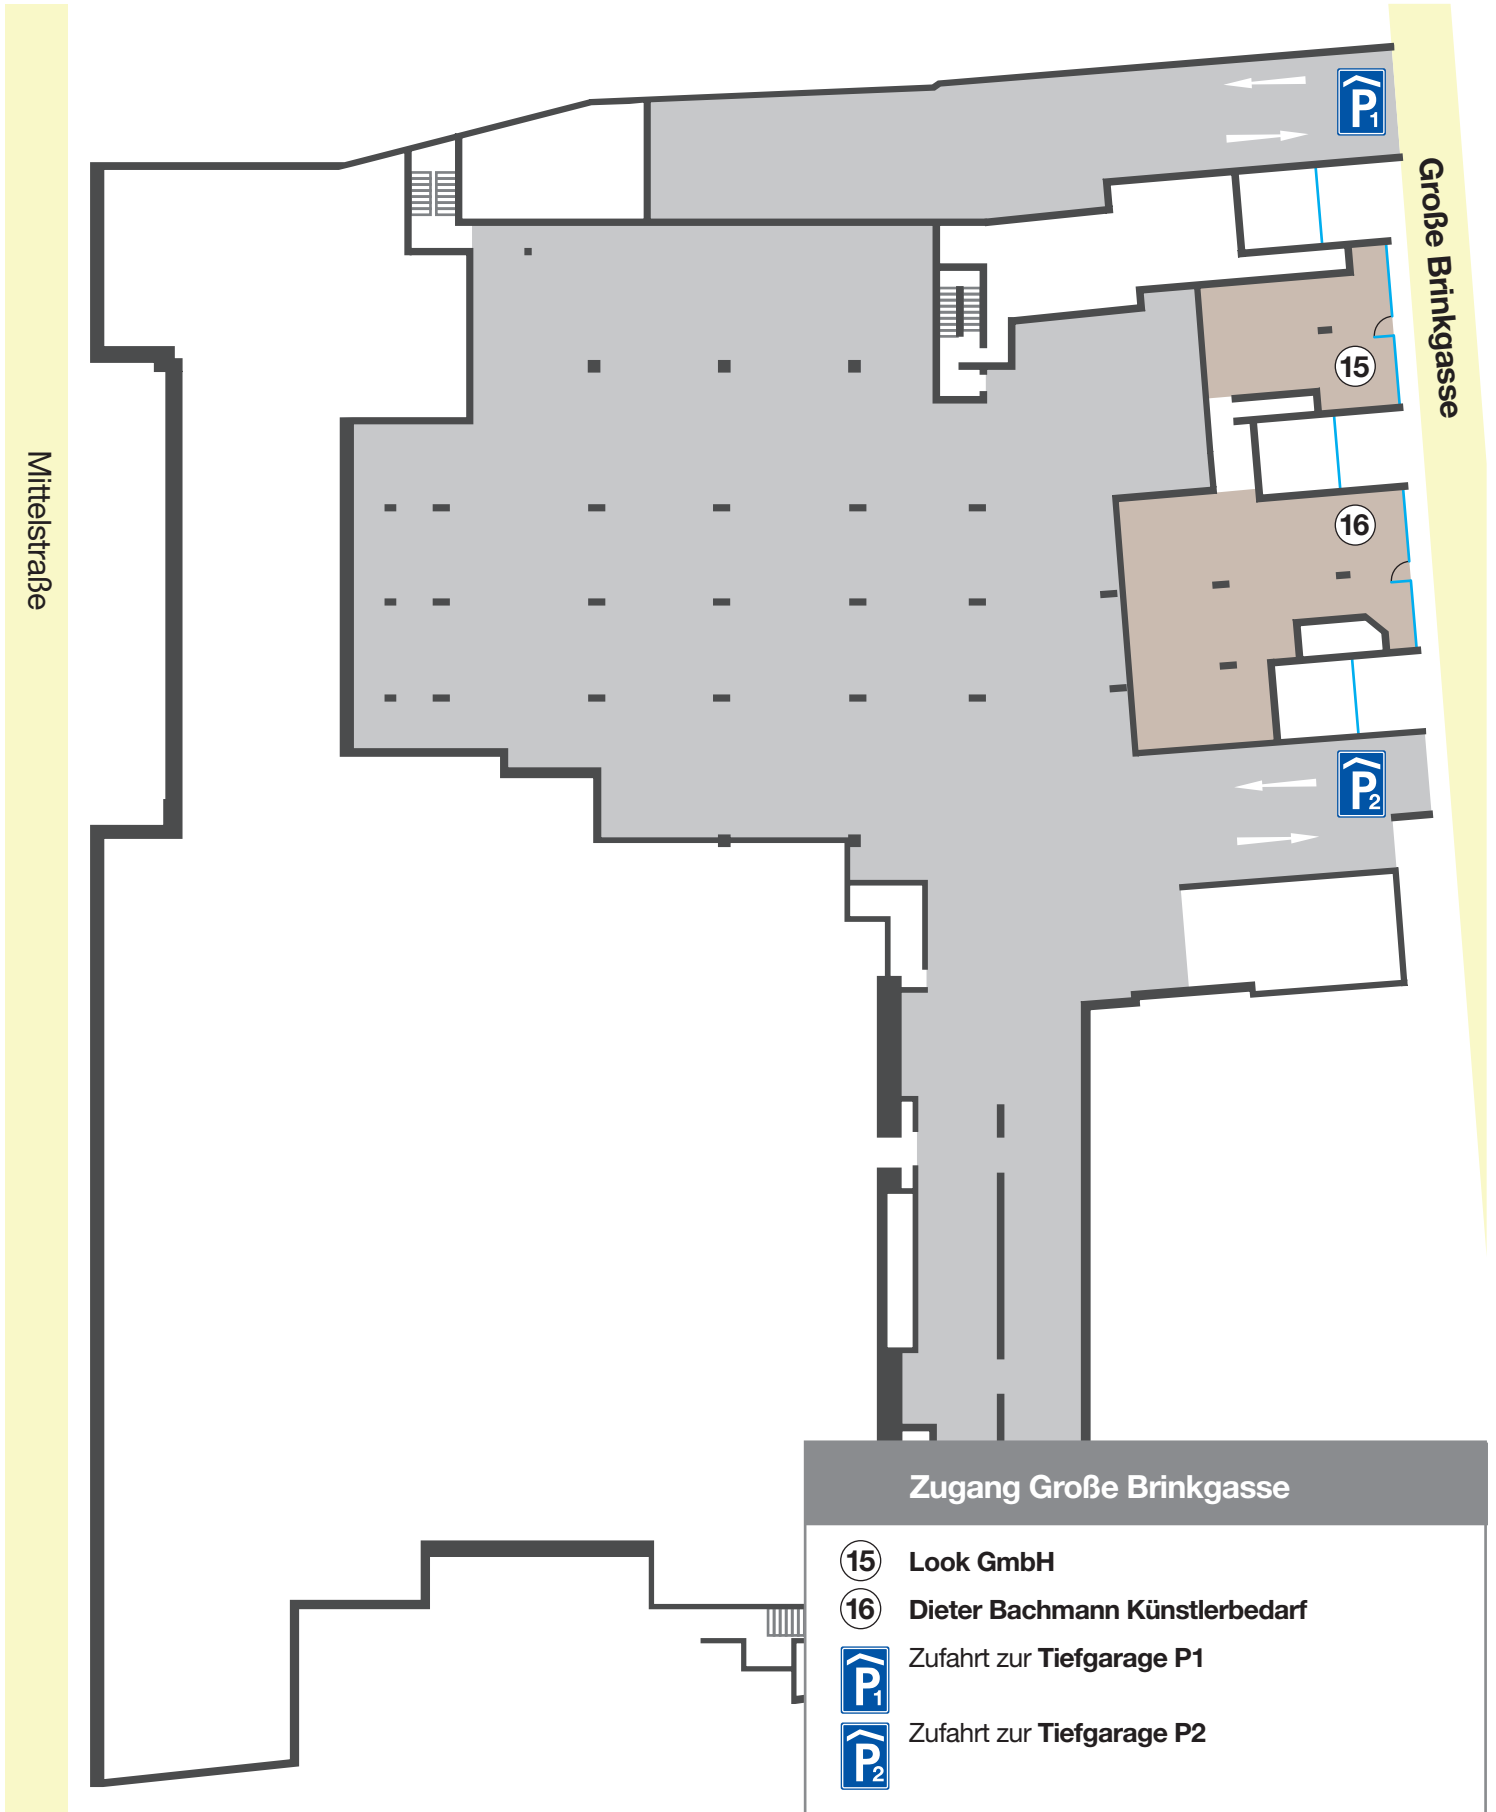 P1
Große Brinkgasse
15
Mittelstraße
16
P2
Zugang Große Brinkgasse
15 Look GmbH
16 Dieter Bachmann Künstlerbedarf
P1 Zufahrt zur Tiefgarage P1
P2 Zufahrt zur Tiefgarage P2